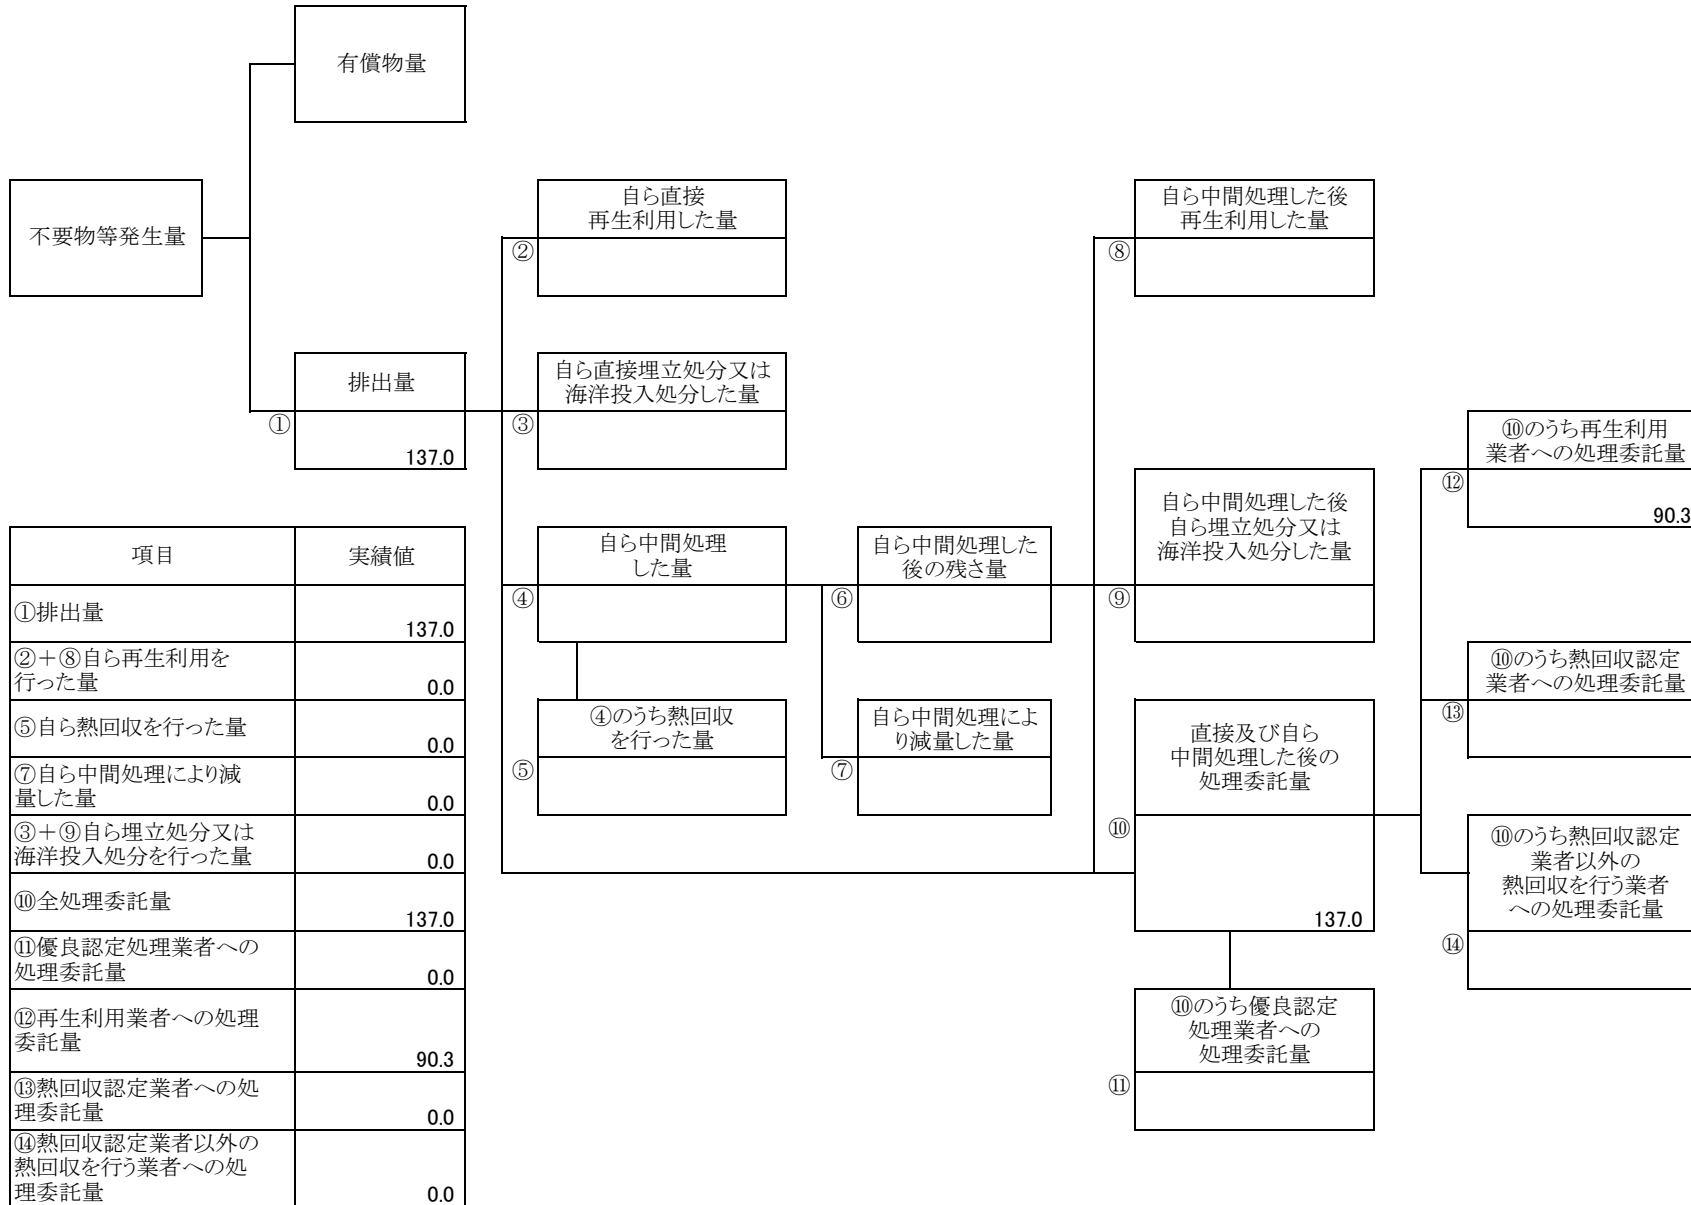 有償物量
不要物等発生量
排出量
①
137.0
自ら直接
再生利用した量
②
自ら直接埋立処分又は
海洋投入処分した量
③
自ら中間処理
した量
④
④のうち熱回収
を行った量
⑤
自ら中間処理した
後の残さ量
⑥
自ら中間処理によ
り減量した量
⑦
自ら中間処理した後
再生利用した量
⑧
自ら中間処理した後
自ら埋立処分又は
海洋投入処分した量
⑨
直接及び自ら
中間処理した後の
処理委託量
⑩
137.0
⑩のうち優良認定
処理業者への
処理委託量
⑪
⑩のうち再生利用
業者への処理委託量
⑫
90.3
⑩のうち熱回収認定
業者への処理委託量
⑬
⑩のうち熱回収認定
業者以外の
熱回収を行う業者
への処理委託量
⑭
項目 実績値
①排出量
137.0
②+⑧自ら再生利用を
行った量
0.0
⑤自ら熱回収を行った量
0.0
⑦自ら中間処理により減
量した量
0.0
③+⑨自ら埋立処分又は
海洋投入処分を行った量
0.0
⑩全処理委託量
137.0
⑪優良認定処理業者への
処理委託量
0.0
⑫再生利用業者への処理
委託量
90.3
⑬熱回収認定業者への処
理委託量
0.0
⑭熱回収認定業者以外の
熱回収を行う業者への処
理委託量
0.0